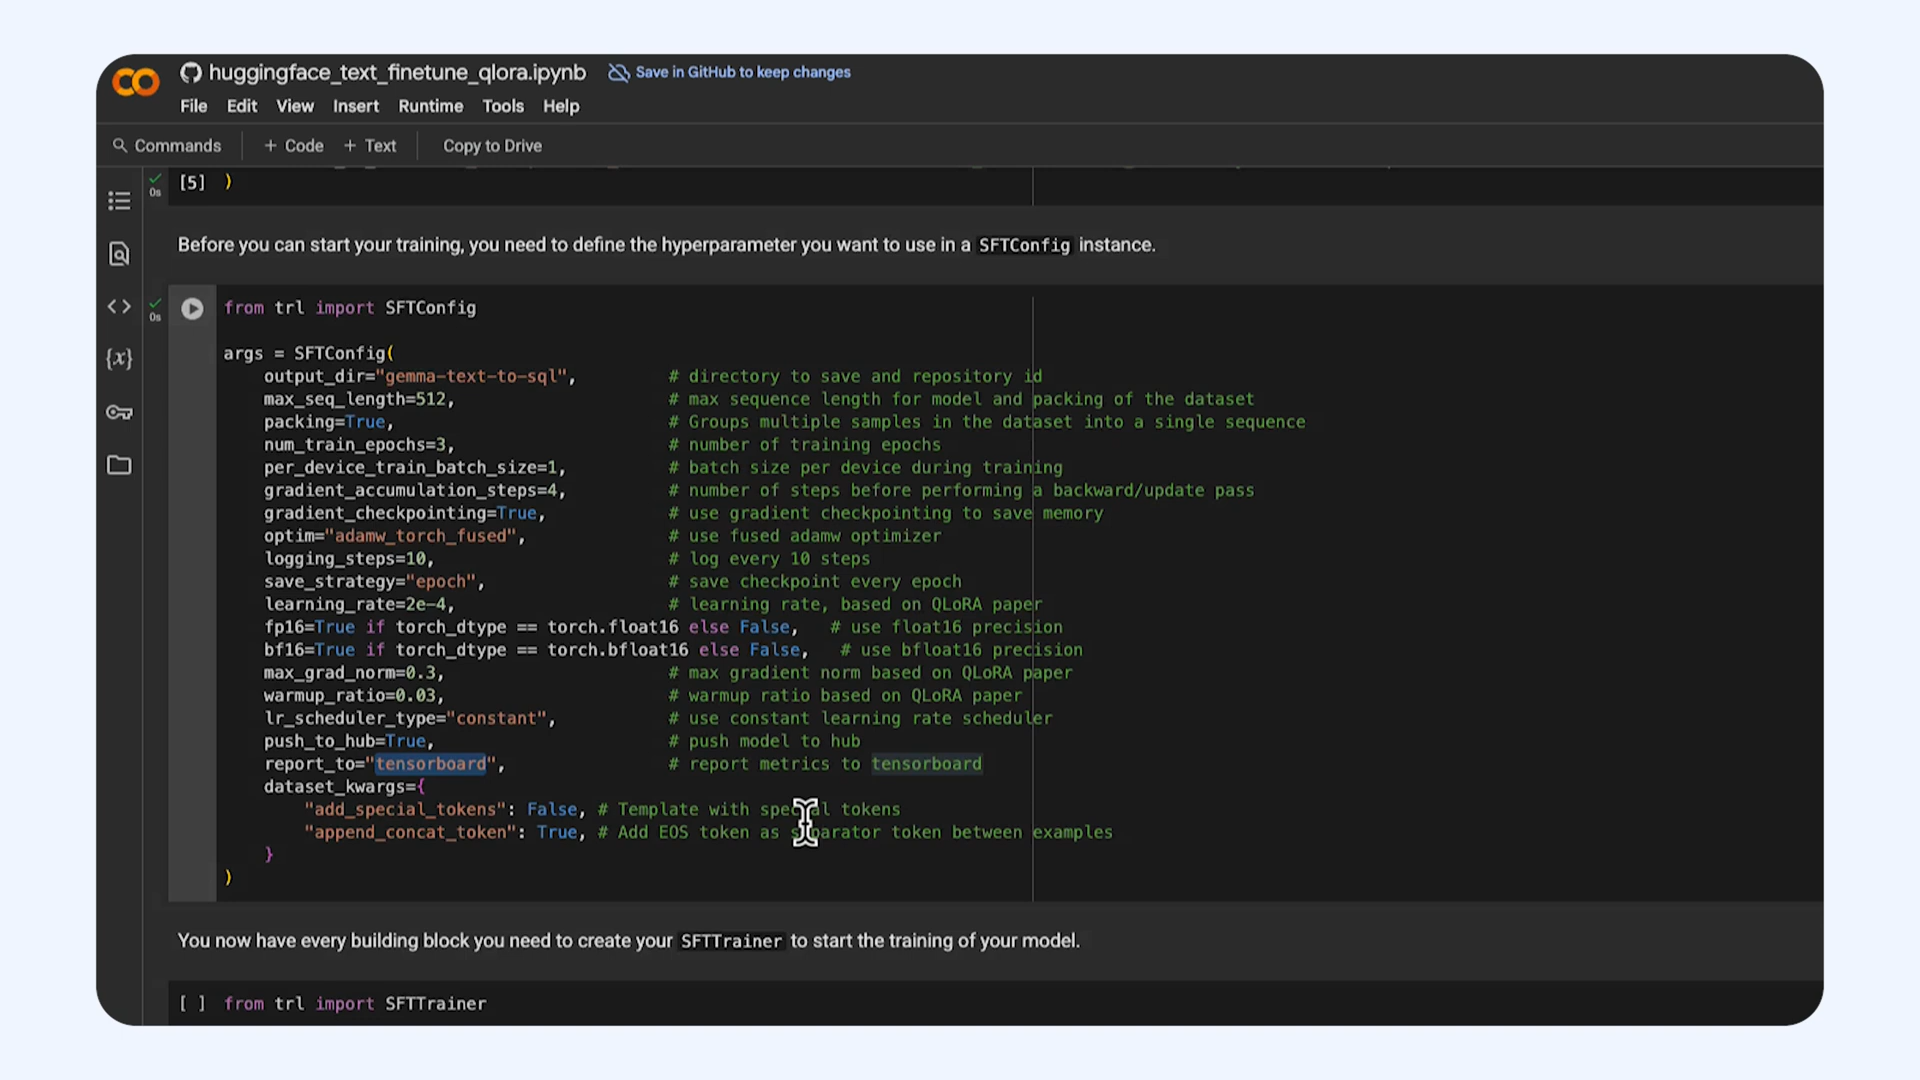 huggingface_text_finetune_qlora.ipynb Save in GitHub to keep changes
File Edit View Insert Runtime Tools Help
Commands + Code + Text Copy to Drive
0s [5] )
Before you can start your training, you need to define the hyperparameter you want to use in a SFTConfig instance.
0s from trl import SFTConfig
args = SFTConfig(
    output_dir="gemma-text-to-sql",         # directory to save and repository id
    max_seq_length=512,                     # max sequence length for model and packing of the dataset
    packing=True,                           # Groups multiple samples in the dataset into a single sequence
    num_train_epochs=3,                     # number of training epochs
    per_device_train_batch_size=1,          # batch size per device during training
    gradient_accumulation_steps=4,          # number of steps before performing a backward/update pass
    gradient_checkpointing=True,            # use gradient checkpointing to save memory
    optim="adamw_torch_fused",              # use fused adamw optimizer
    logging_steps=10,                       # log every 10 steps
    save_strategy="epoch",                  # save checkpoint every epoch
    learning_rate=2e-4,                     # learning rate, based on QLoRA paper
    fp16=True if torch_dtype == torch.float16 else False,   # use float16 precision
    bf16=True if torch_dtype == torch.bfloat16 else False,   # use bfloat16 precision
    max_grad_norm=0.3,                      # max gradient norm based on QLoRA paper
    warmup_ratio=0.03,                      # warmup ratio based on QLoRA paper
    lr_scheduler_type="constant",           # use constant learning rate scheduler
    push_to_hub=True,                       # push model to hub
    report_to="tensorboard",                # report metrics to tensorboard
    dataset_kwargs={
        "add_special_tokens": False, # Template with special tokens
        "append_concat_token": True, # Add EOS token as separator token between examples
    }
)
You now have every building block you need to create your SFTTrainer to start the training of your model.
[ ] from trl import SFTTrainer